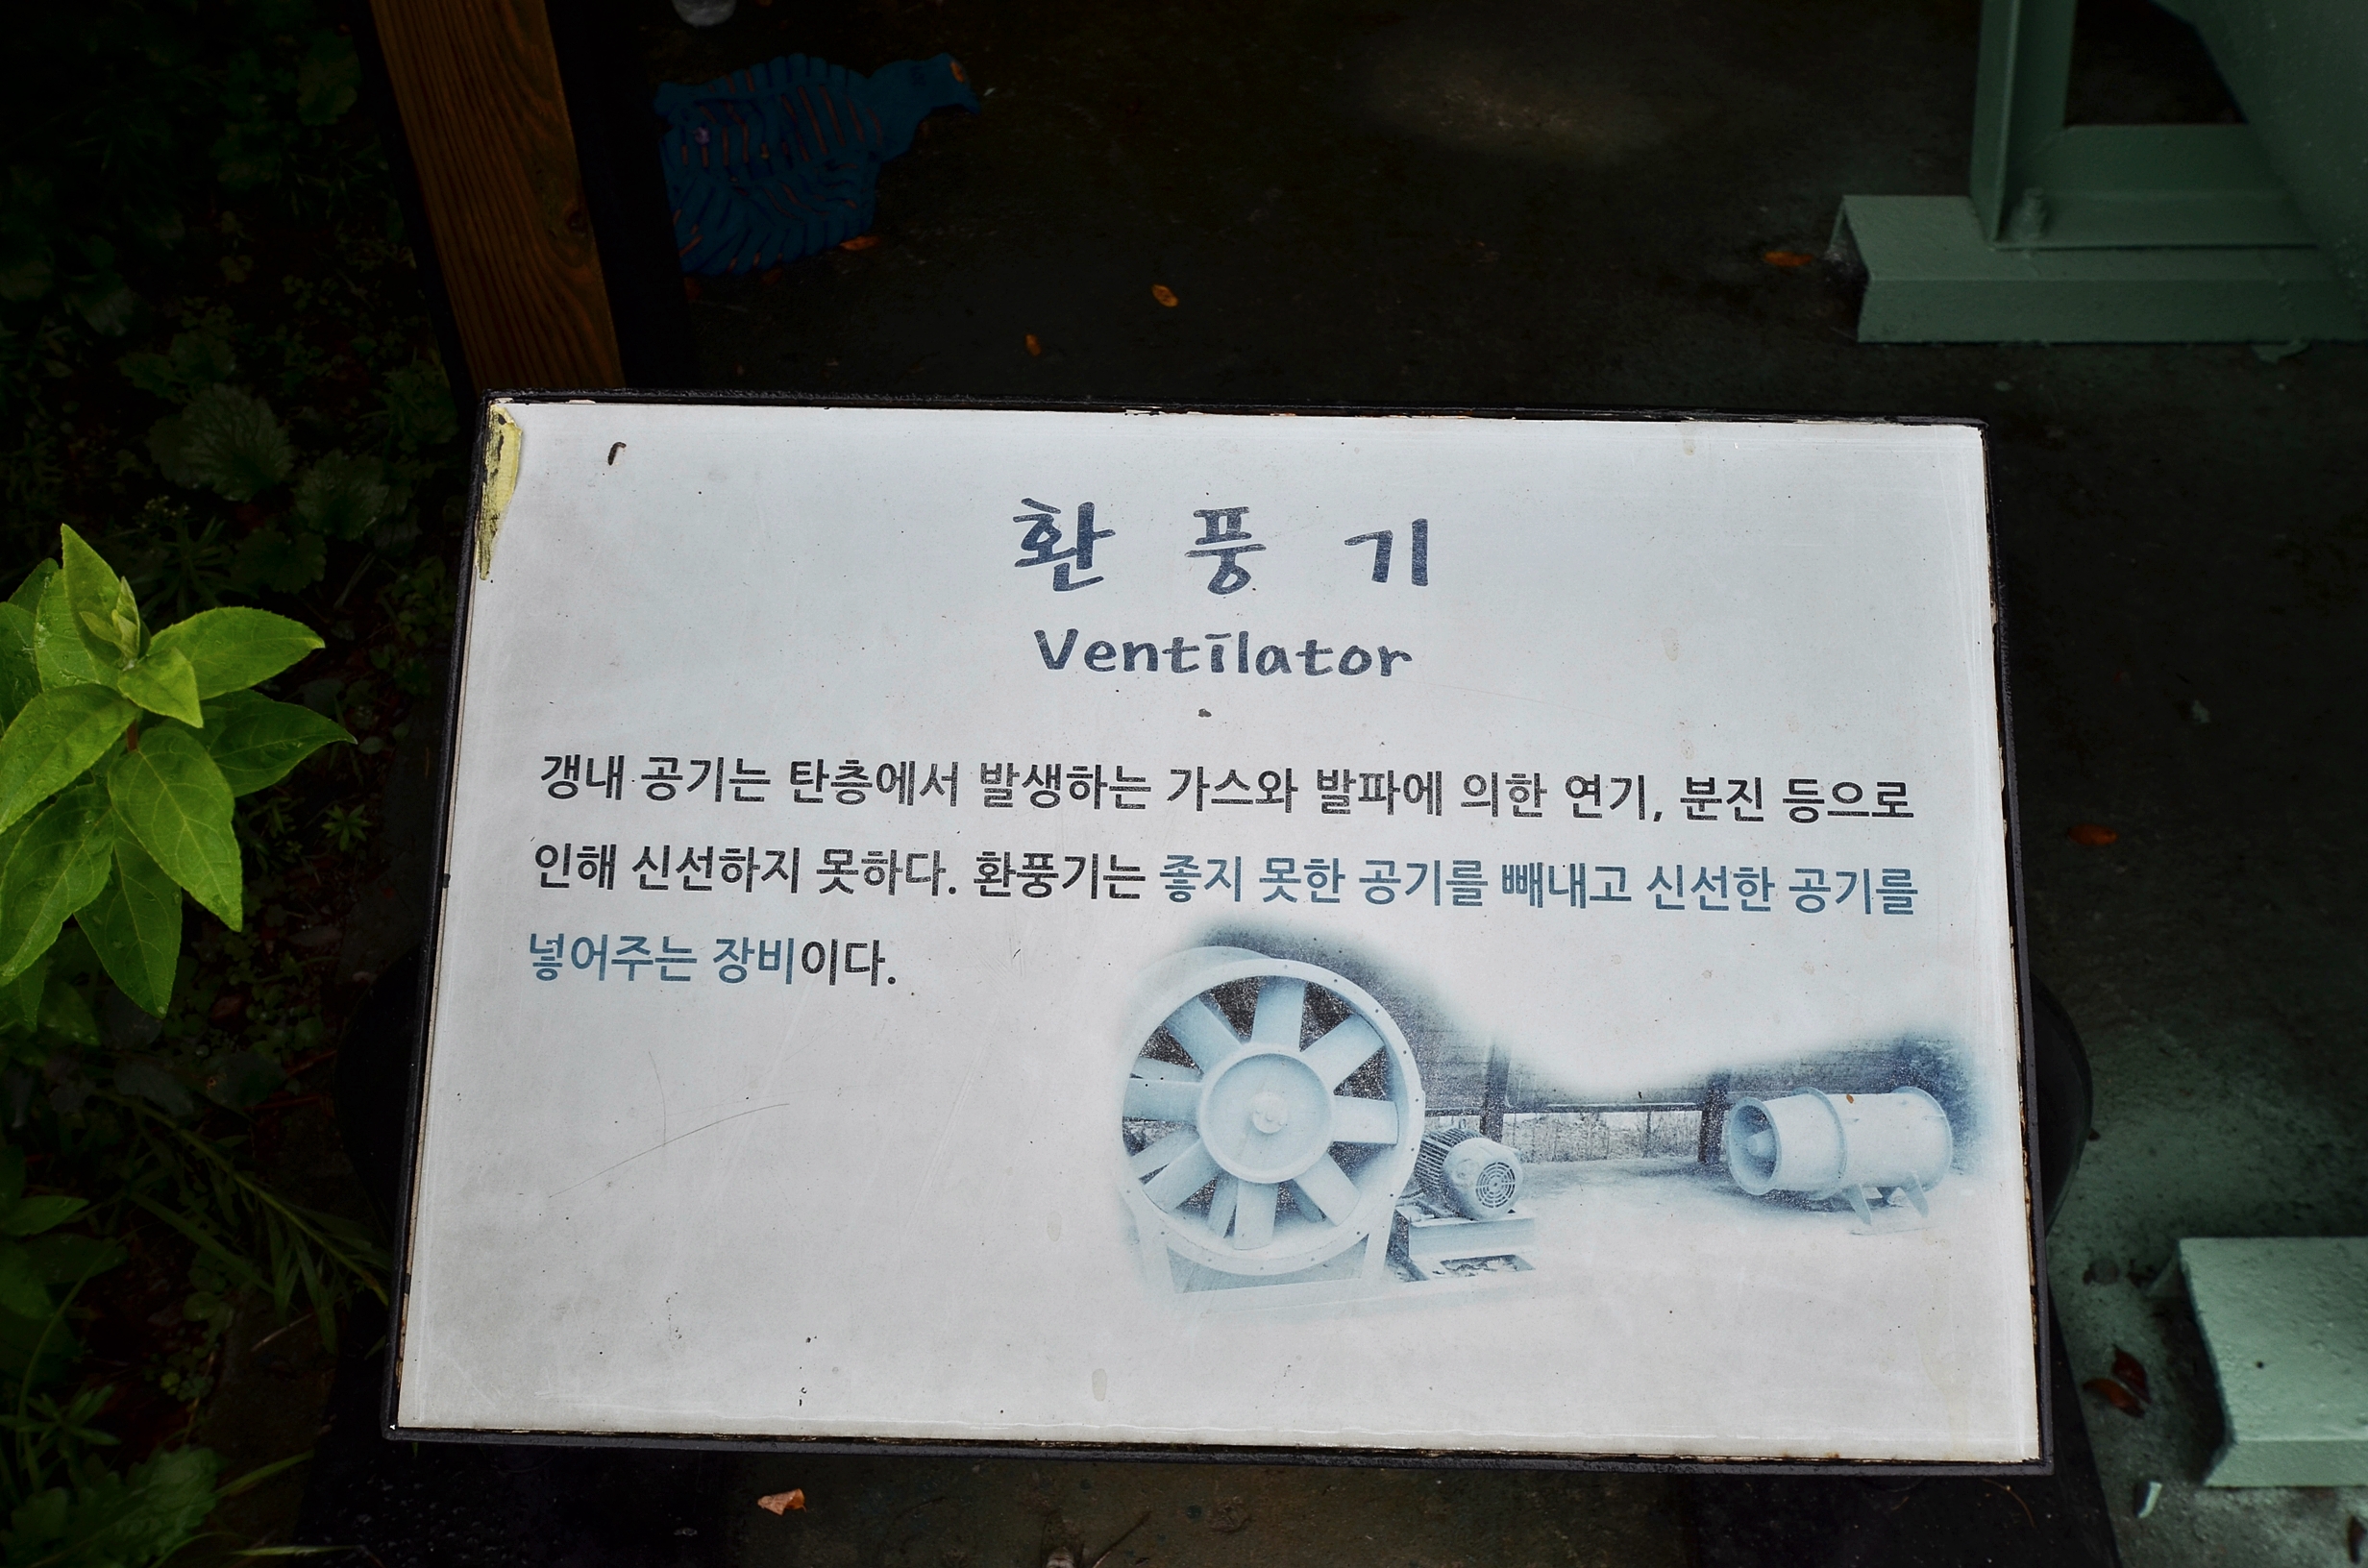 환 풍 기
Ventilator
갱내 공기는 탄층에서 발생하는 가스와 발파에 의한 연기, 분진 등으로
인해 신선하지 못하다. 환풍기는 좋지 못한 공기를 빼내고 신선한 공기를
넣어주는 장비이다.